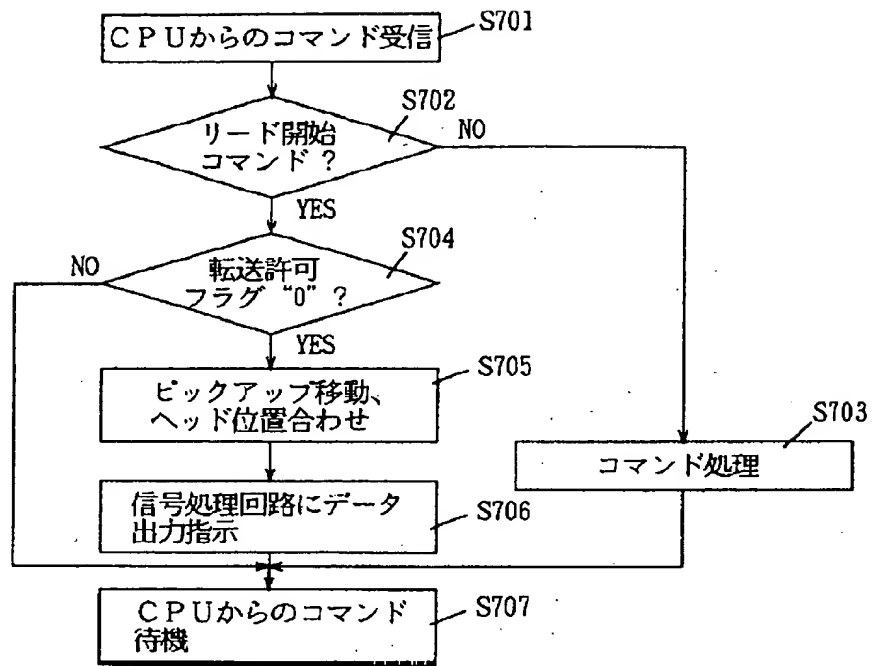 CPUからのコマンド受信
S701
S702
リード開始
コマンド?
NO
YES
S704
NO
転送許可
フラグ“0”?
YES
S705
ピックアップ移動、
ヘッド位置合わせ
S703
コマンド処理
信号処理回路にデータ
出力指示
S706
CPUからのコマンド
待機
S707